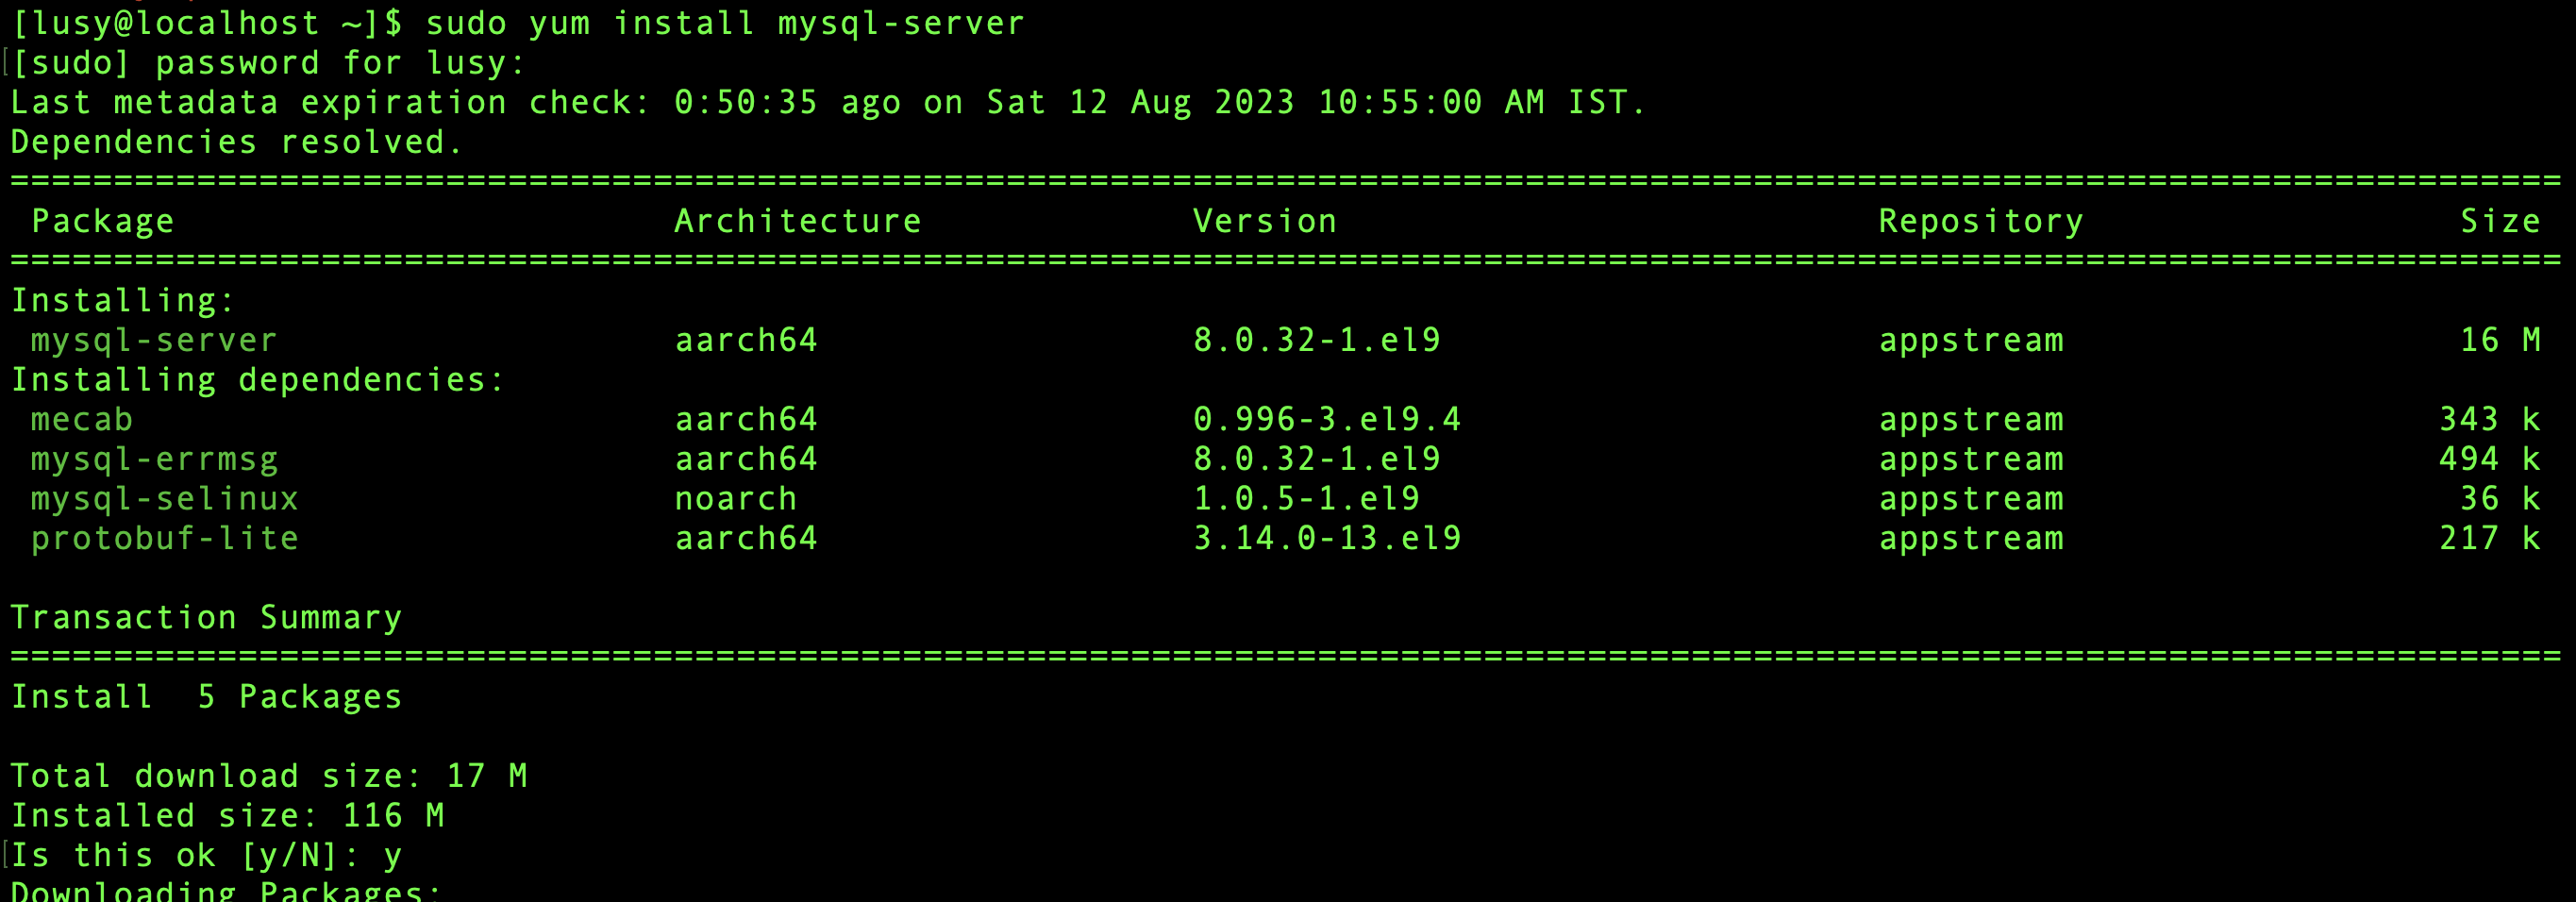 [lusy@localhost ~]$ sudo yum install mysql-server
[[sudo] password for lusy:
Last metadata expiration check: 0:50:35 ago on Sat 12 Aug 2023 10:55:00 AM IST.
Dependencies resolved.
============================================================================================================================
Package Architecture Version Repository Size
============================================================================================================================
Installing:
mysql-server aarch64 8.0.32-1.el9 appstream 16 M
Installing dependencies:
mecab aarch64 0.996-3.el9.4 appstream 343 k
mysql-errmsg aarch64 8.0.32-1.el9 appstream 494 k
mysql-selinux noarch 1.0.5-1.el9 appstream 36 k
protobuf-lite aarch64 3.14.0-13.el9 appstream 217 k
Transaction Summary
============================================================================================================================
Install 5 Packages
Total download size: 17 M
Installed size: 116 M
[Is this ok [y/N]: y
Downloading Packages: